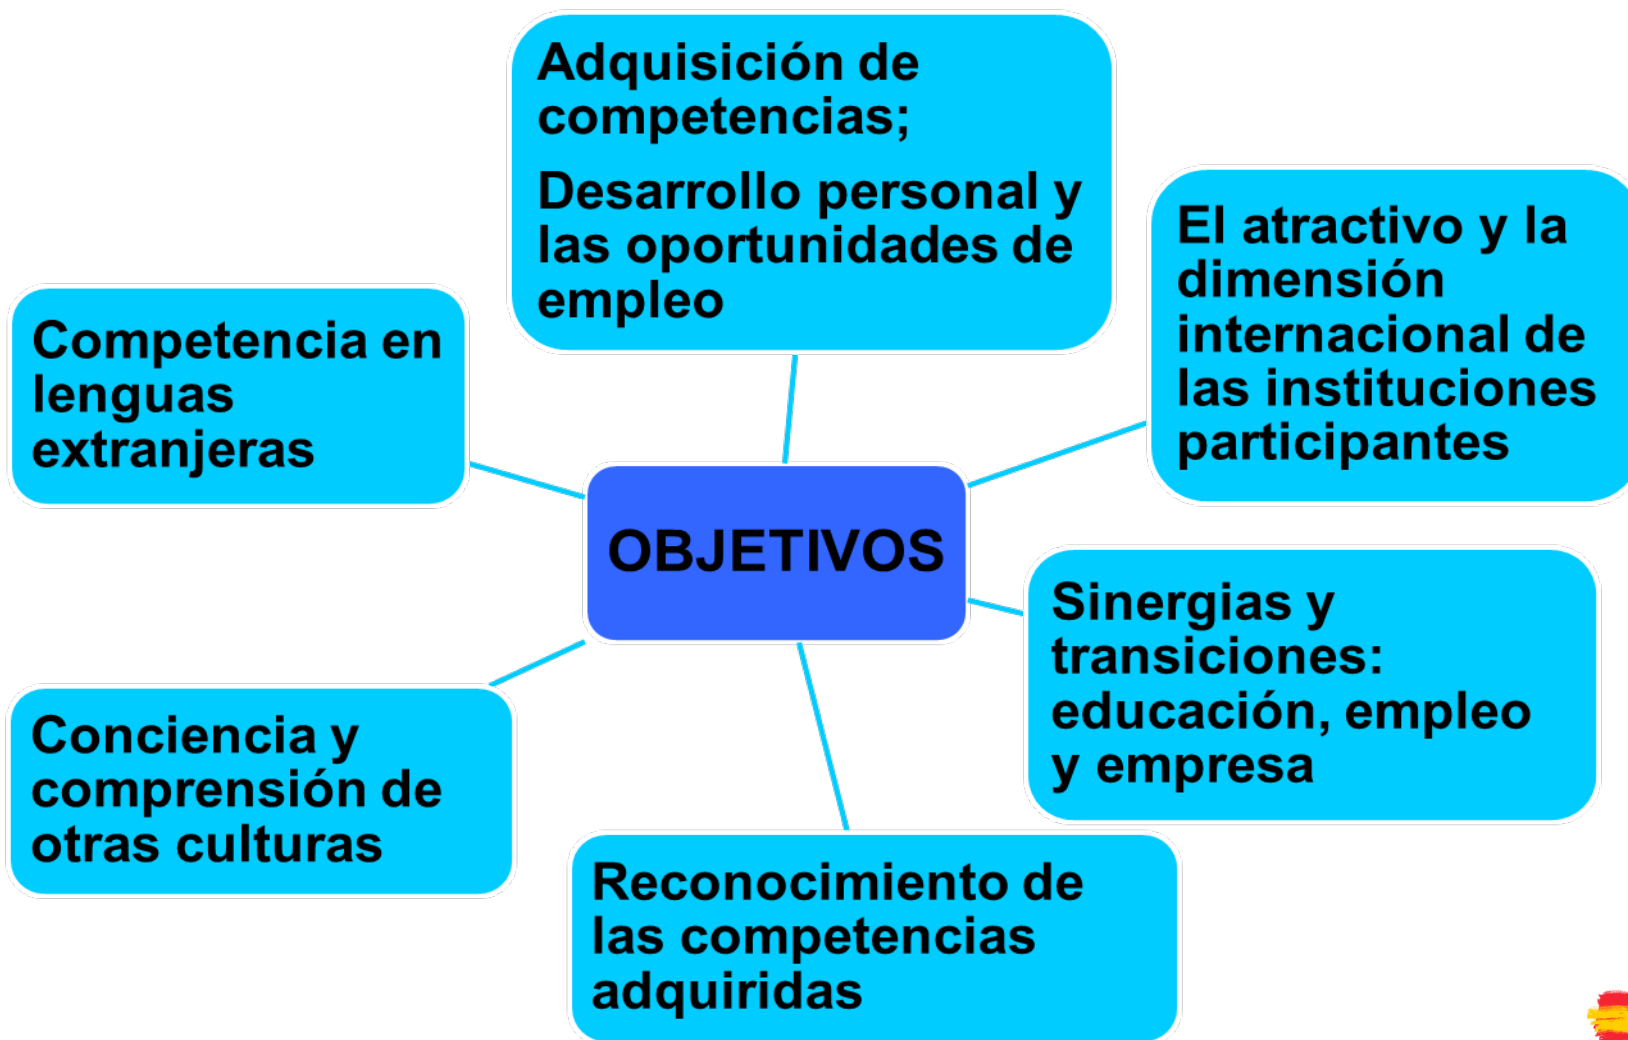 Adquisición de
competencias;
Desarrollo personal y
las oportunidades de
empleo
El atractivo y la
dimensión
internacional de
las instituciones
participantes
Competencia en
lenguas
extranjeras
OBJETIVOS
Sinergias y
transiciones:
educación, empleo
y empresa
Conciencia y
comprensión de
otras culturas
Reconocimiento de
las competencias
adquiridas